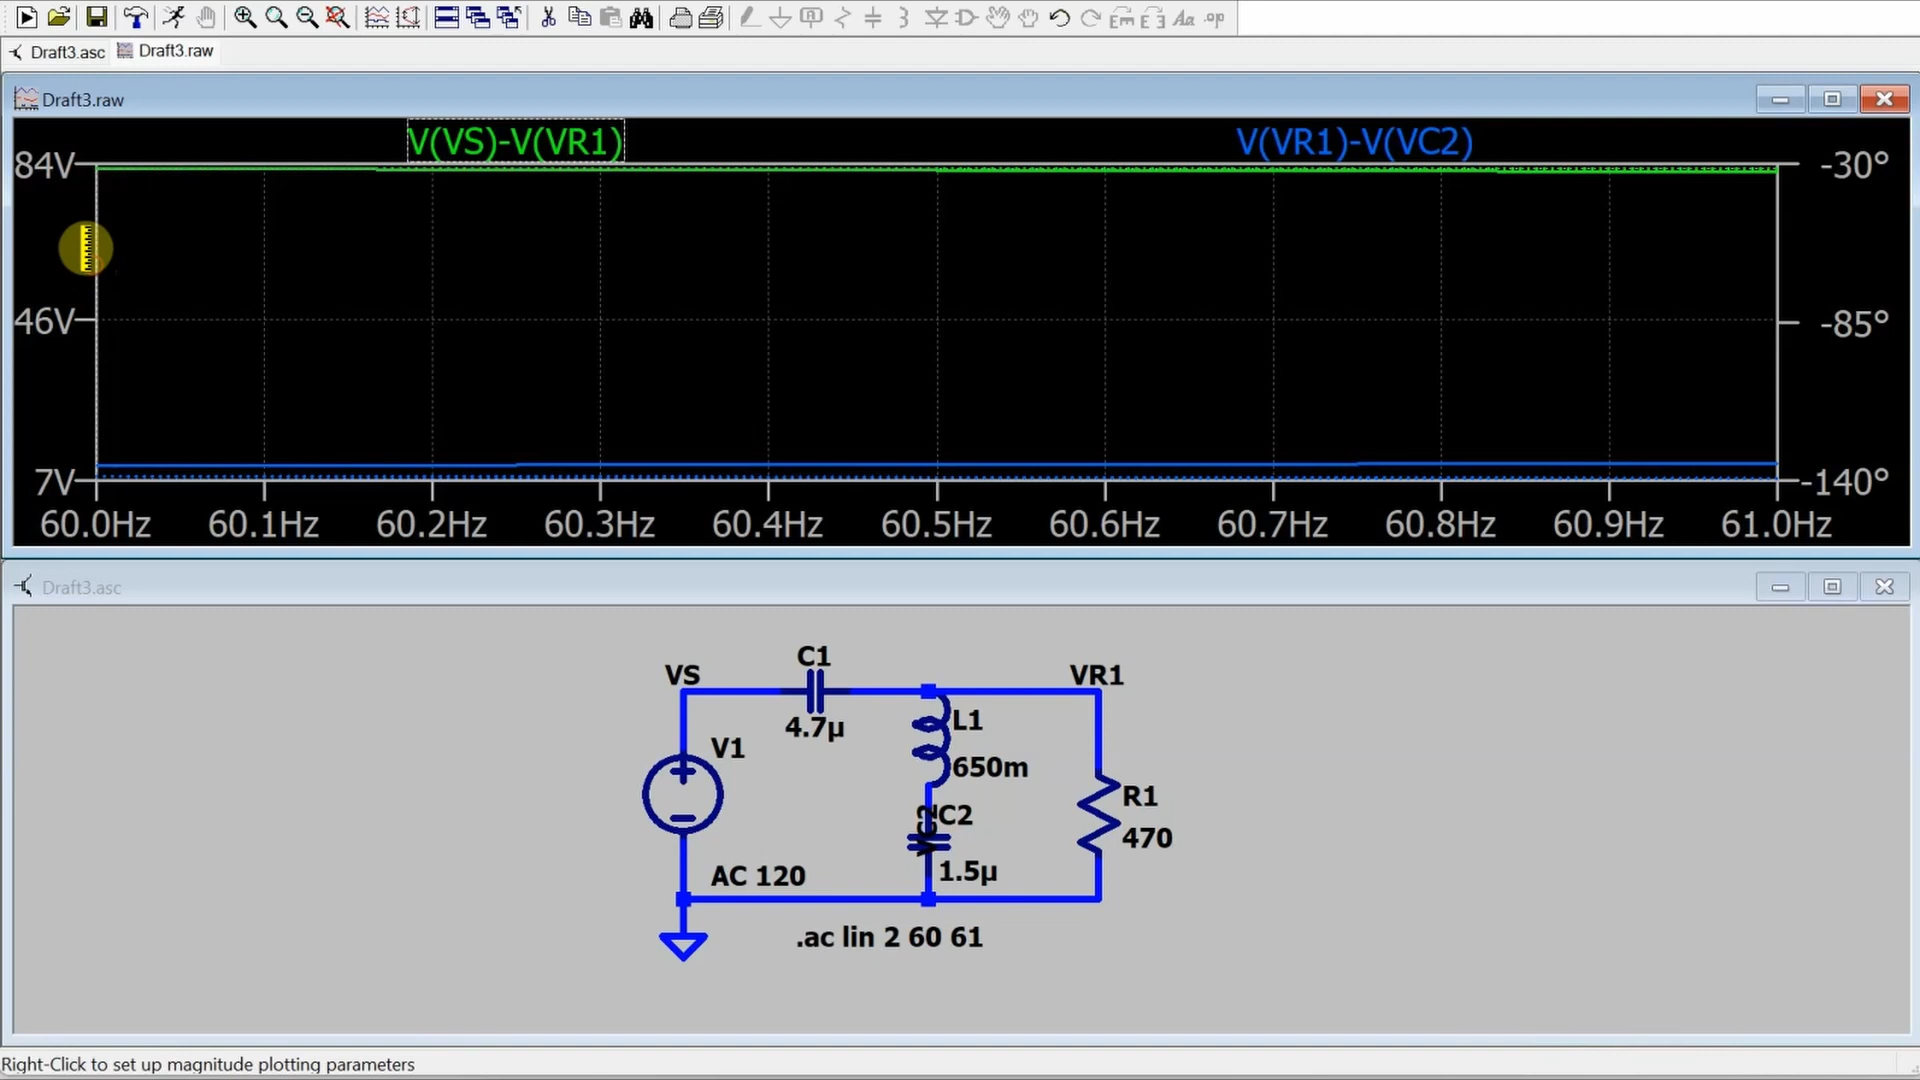 Draft3.asc Draft3.raw
Draft3.raw
V(VS)-V(VR1) V(VR1)-V(VC2)
84V -30°
46V -85°
7V -140°
60.0Hz 60.1Hz 60.2Hz 60.3Hz 60.4Hz 60.5Hz 60.6Hz 60.7Hz 60.8Hz 60.9Hz 61.0Hz
Draft3.asc
C1
VS VR1
4.7µ L1
V1
650m
R1
VC2 C2
470
1.5µ
AC 120
.ac lin 2 60 61
Right-Click to set up magnitude plotting parameters